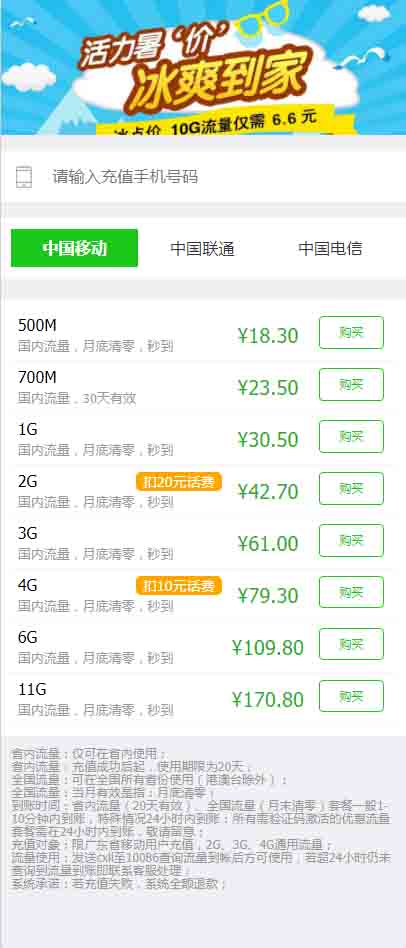 活力暑‘价’
冰爽到家
冰点价 10G流量仅需 6.6 元
请输入充值手机号码
中国移动 中国联通 中国电信
500M
国内流量，月底清零，秒到
¥18.30 购买
700M
国内流量，30天有效
¥23.50 购买
1G
国内流量，月底清零，秒到
¥30.50 购买
2G 扣20元话费
国内流量，月底清零，秒到
¥42.70 购买
3G
国内流量，月底清零，秒到
¥61.00 购买
4G 扣10元话费
国内流量，月底清零，秒到
¥79.30 购买
6G
国内流量，月底清零，秒到
¥109.80 购买
11G
国内流量，月底清零，秒到
¥170.80 购买
省内流量：仅可在省内使用；
省内流量：充值成功后起，使用期限为20天；
全国流量：可在全国所有省份使用（港澳台除外）；
全国流量：当月有效是指：月底清零；
到账时间：省内流量（20天有效）、全国流量（月末清零）套餐一般1-
10分钟内到账，特殊情况24小时内到账；所有需验证码激活的优惠流量
套餐需在24小时内到账，敬请留意；
充值对象：限广东省移动用户充值，2G、3G、4G通用流量；
流量使用：发送cxll至10086查询流量到帐后方可使用，若超24小时仍未
查询到流量到账即联系客服处理；
系统承诺：若充值失败，系统全额退款；